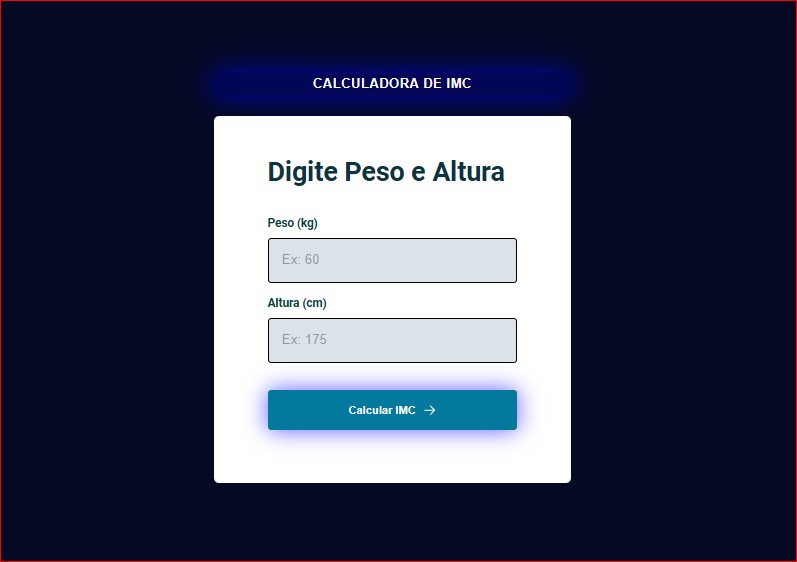 CALCULADORA DE IMC
Digite Peso e Altura
Peso (kg)
Ex: 60
Altura (cm)
Ex: 175
Calcular IMC →